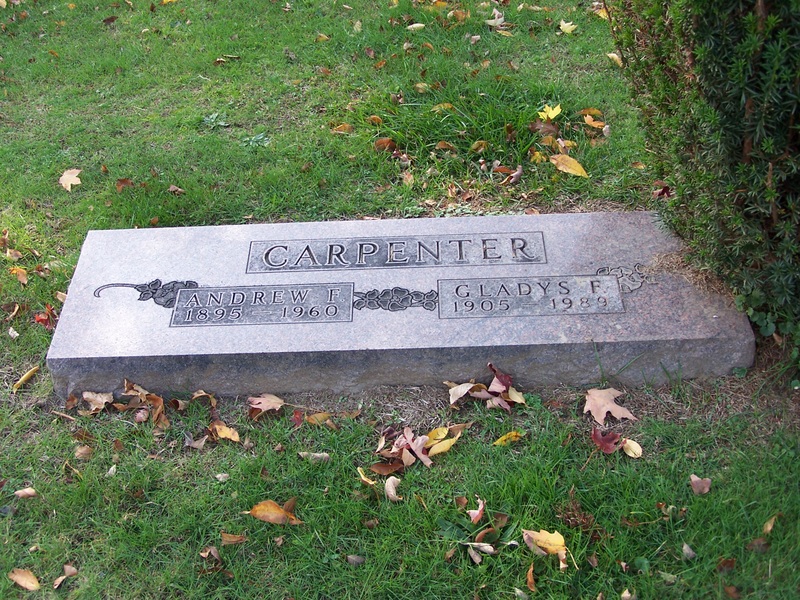 CARPENTER
ANDREW F.
1895 — 1960
GLADYS F.
1905 1989